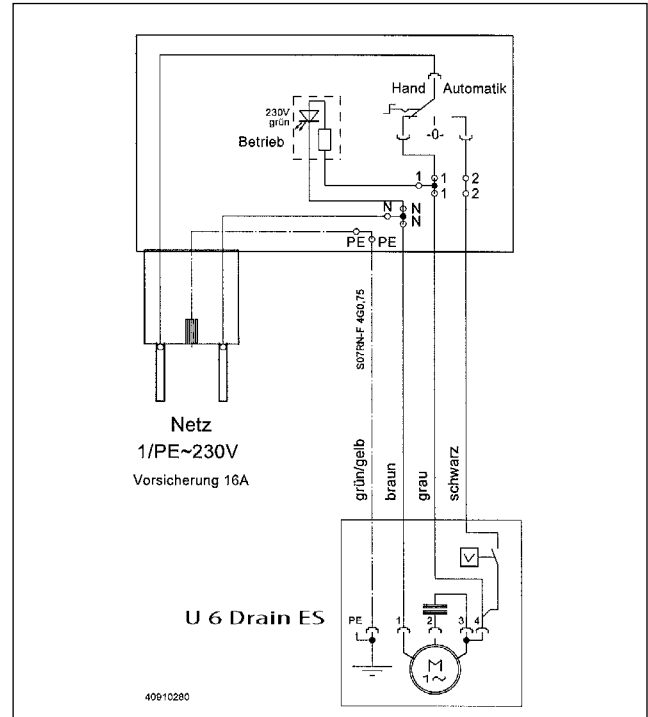 Hand Automatik
230V
grün
Betrieb
-0-
1 1 2
1 2
N N
N
PE PE
S07RN-F 4G0,75
Netz
1/PE~230V
Vorsicherung 16A
grün/gelb
braun
grau
schwarz
U 6 Drain ES
PE 1 2 3 4
M
1~
40910280